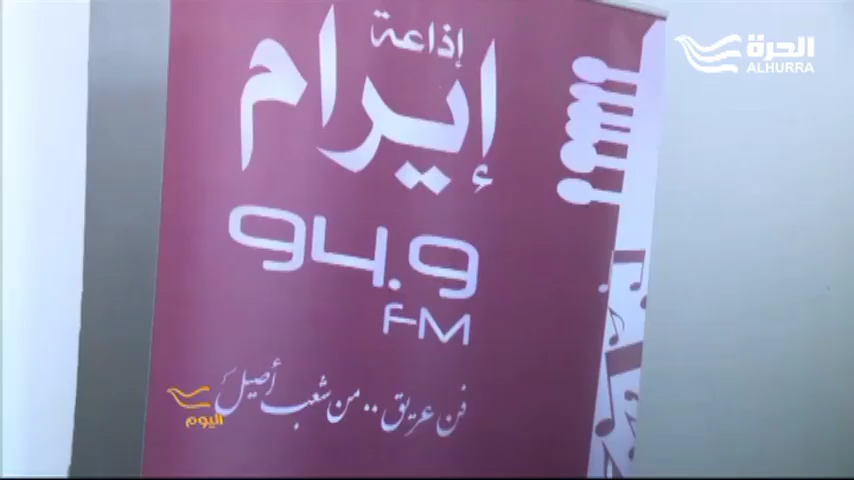 إذاعة
إيرام
94.9
FM
فن عريق .. من شعب أصيل
الحرة
ALHURRA
اليوم